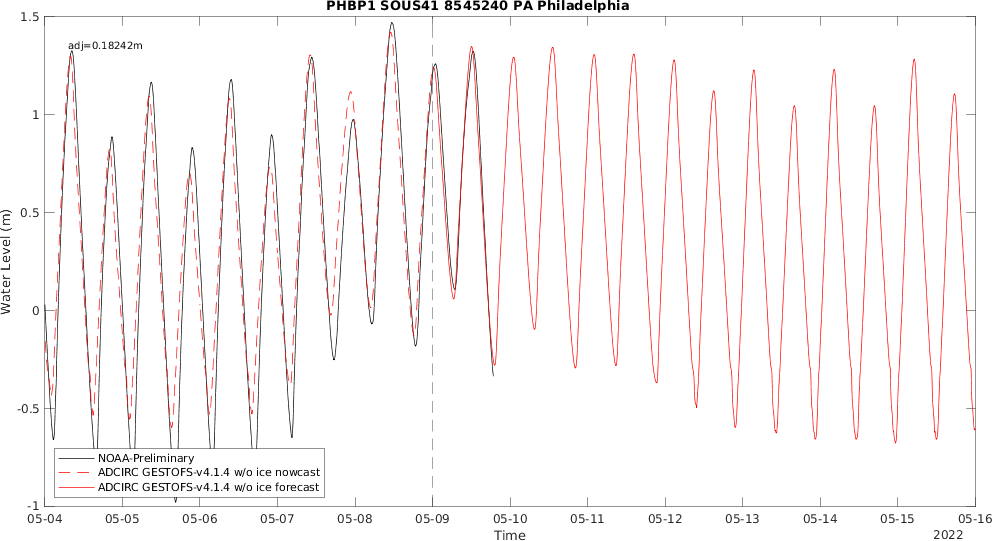 PHBP1 SOUS41 8545240 PA Philadelphia
adj=0.18242m
Water Level (m)
1.5
1
0.5
0
-0.5
-1
NOAA-Preliminary
ADCIRC GESTOFS-v4.1.4 w/o ice nowcast
ADCIRC GESTOFS-v4.1.4 w/o ice forecast
05-04 05-05 05-06 05-07 05-08 05-09 05-10 05-11 05-12 05-13 05-14 05-15 05-16
Time
2022